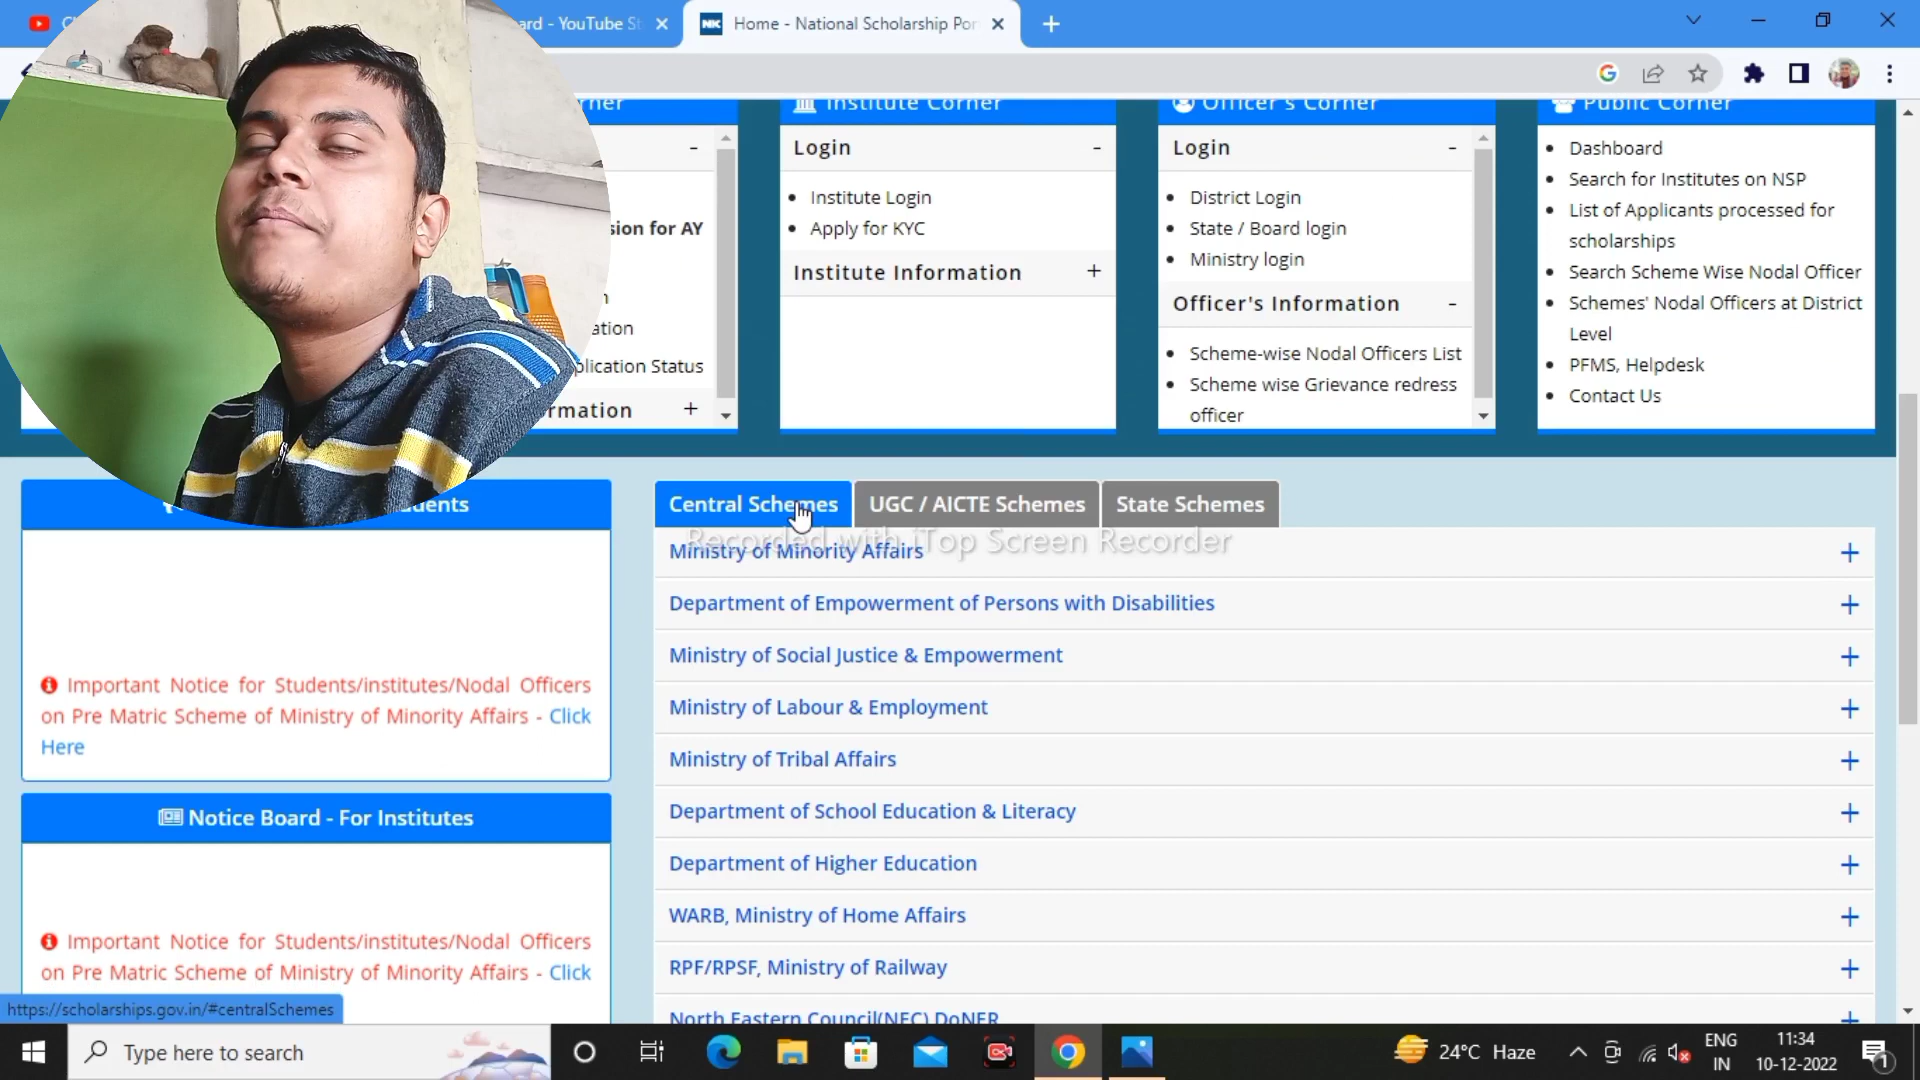 ard - YouTube St
Home - National Scholarship Por
Institute Corner
Officer's Corner
Public Corner
sion for AY
ation
plication Status
rmation +
Login -
Institute Login
Apply for KYC
Institute Information +
Login -
District Login
State / Board login
Ministry login
Officer's Information -
Scheme-wise Nodal Officers List
Scheme wise Grievance redress
officer
Dashboard
Search for Institutes on NSP
List of Applicants processed for
scholarships
Search Scheme Wise Nodal Officer
Schemes' Nodal Officers at District
Level
PFMS, Helpdesk
Contact Us
udents
Important Notice for Students/institutes/Nodal Officers
on Pre Matric Scheme of Ministry of Minority Affairs - Click
Here
Notice Board - For Institutes
Important Notice for Students/institutes/Nodal Officers
on Pre Matric Scheme of Ministry of Minority Affairs - Click
Central Schemes
UGC / AICTE Schemes
State Schemes
Recorded with iTop Screen Recorder
Ministry of Minority Affairs +
Department of Empowerment of Persons with Disabilities +
Ministry of Social Justice & Empowerment +
Ministry of Labour & Employment +
Ministry of Tribal Affairs +
Department of School Education & Literacy +
Department of Higher Education +
WARB, Ministry of Home Affairs +
RPF/RPSF, Ministry of Railway +
North Eastern Council(NEC) DoNER +
https://scholarships.gov.in/#centralSchemes
Type here to search
24°C Haze
ENG
IN
11:34
10-12-2022
1